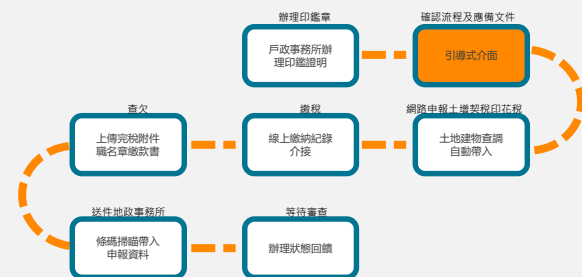 辦理印鑑章
確認流程及應備文件
戶政事務所辦
理印鑑證明
引導式介面
查欠
繳稅
網路申報土增契稅印花稅
上傳完稅附件
職名章繳款書
線上繳納紀錄
介接
土地建物查調
自動帶入
送件地政事務所
等待審查
條碼掃瞄帶入
申報資料
辦理狀態回饋